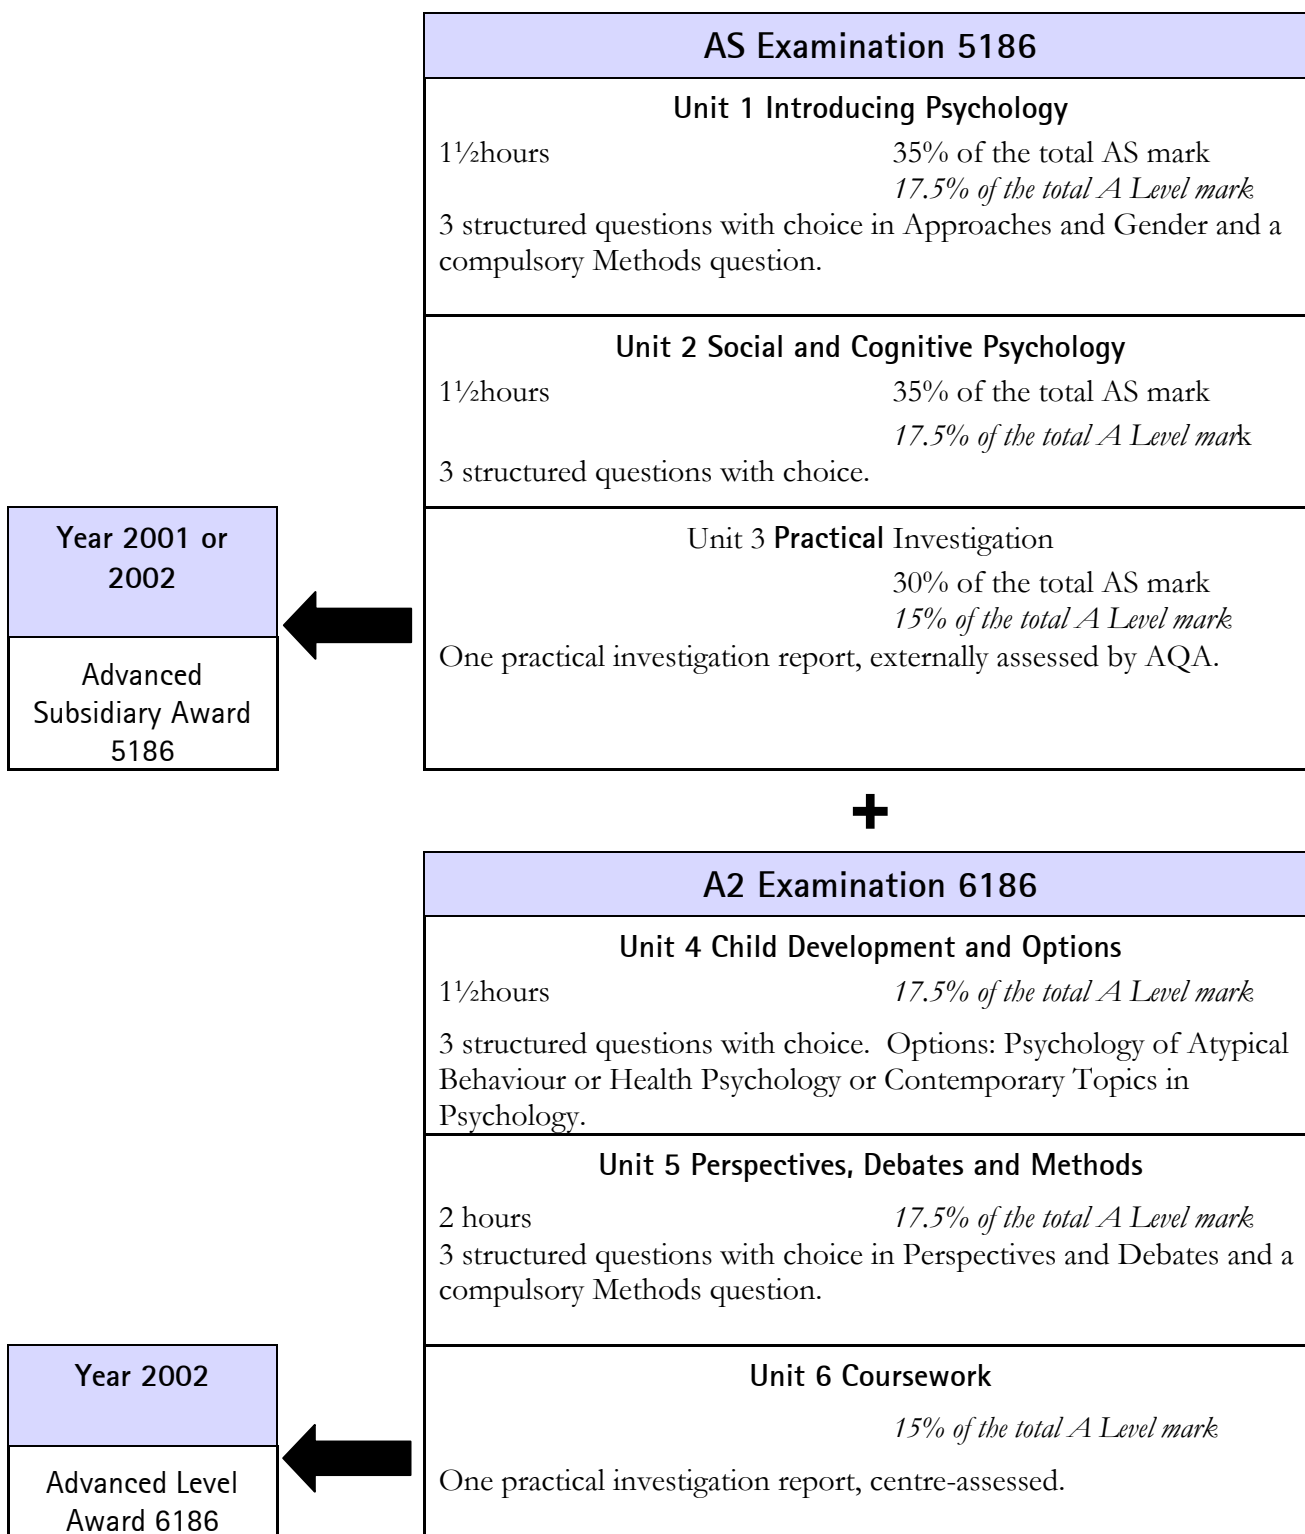 AS Examination 5186
Unit 1 Introducing Psychology
1½hours 35% of the total AS mark
17.5% of the total A Level mark
3 structured questions with choice in Approaches and Gender and a
compulsory Methods question.
Unit 2 Social and Cognitive Psychology
1½hours 35% of the total AS mark
17.5% of the total A Level mark
3 structured questions with choice.
Year 2001 or
2002
Advanced
Subsidiary Award
5186
Unit 3 Practical Investigation
30% of the total AS mark
15% of the total A Level mark
One practical investigation report, externally assessed by AQA.
+
A2 Examination 6186
Unit 4 Child Development and Options
1½hours 17.5% of the total A Level mark
3 structured questions with choice. Options: Psychology of Atypical
Behaviour or Health Psychology or Contemporary Topics in
Psychology.
Unit 5 Perspectives, Debates and Methods
2 hours 17.5% of the total A Level mark
3 structured questions with choice in Perspectives and Debates and a
compulsory Methods question.
Year 2002
Advanced Level
Award 6186
Unit 6 Coursework
15% of the total A Level mark
One practical investigation report, centre-assessed.